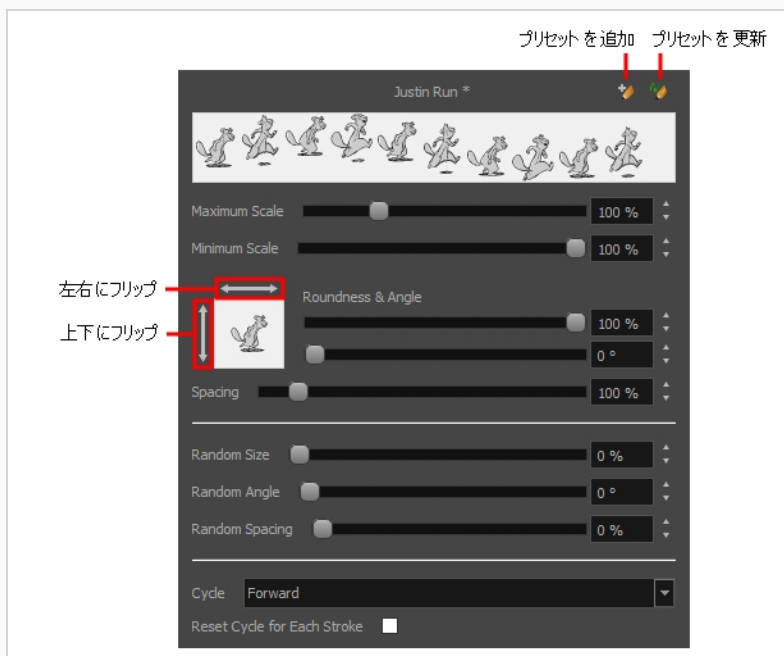 プリセットを追加 プリセットを更新
Justin Run *
Maximum Scale 100 %
Minimum Scale 100 %
左右にフリップ
Roundness & Angle
上下にフリップ
100 %
0 °
Spacing 100 %
Random Size 0 %
Random Angle 0 °
Random Spacing 0 %
Cycle Forward
Reset Cycle for Each Stroke